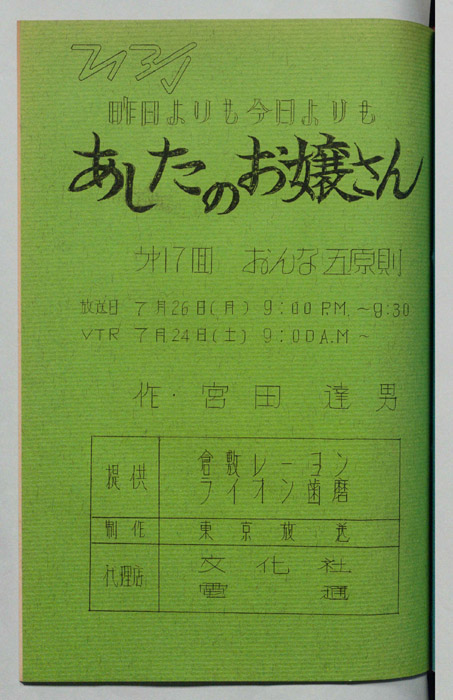 昨日よりも今日よりも
あしたのお嬢さん
第17回 おんな五原則
放送日 7月26日(月) 9:00P.M.~9:30
VTR 7月24日(土) 9:00A.M~
作・宮田達男
提供 倉敷レーヨン
ライオン歯磨
制作 東京放送
代理店 文化社
電通